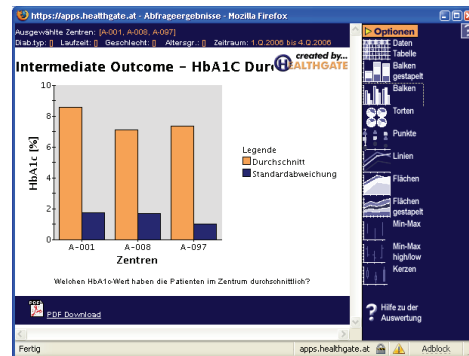 https://apps.healthgate.at - Abfrageergebnisse - Mozilla Firefox
Ausgewählte Zentren: [A-001, A-008, A-097]
Diab.typ: [] Laufzeit: [] Geschlecht: [] Altersgr.: [] Zeitraum: 1.Q.2006 bis 4.Q.2006
Intermediate Outcome - HbA1C Dur
created by...
HEALTHGATE
HbA1c [%]
10
8
6
4
2
0
A-001
A-008
A-097
Zentren
Legende
Durchschnitt
Standardabweichung
Welchen HbA1c-Wert haben die Patienten im Zentrum durchschnittlich?
PDF Download
Optionen
Daten
Tabelle
Balken
gestapelt
Balken
Torten
Punkte
Linien
Flächen
Flächen
gestapelt
Min-Max
Min-Max
high/low
Kerzen
? Hilfe zu der
Auswertung
Fertig
apps.healthgate.at
Adblock